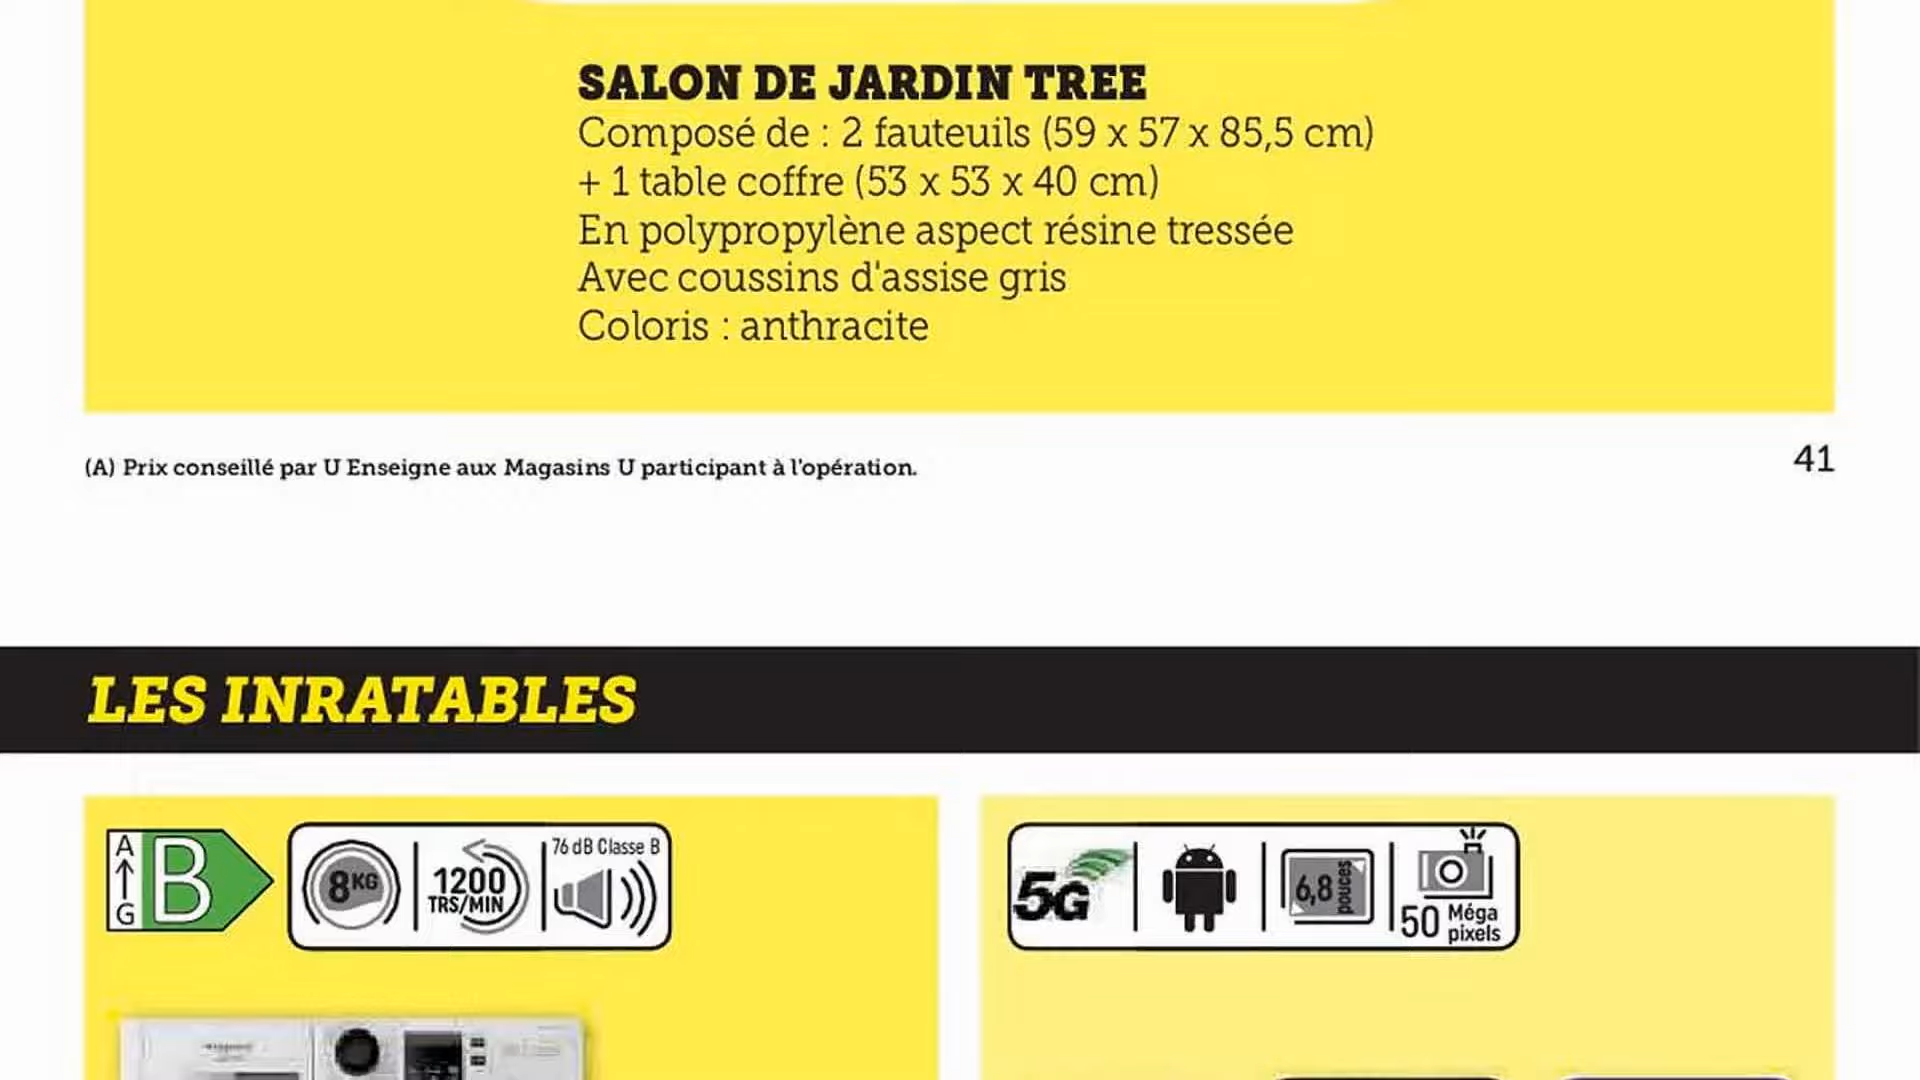 SALON DE JARDIN TREE
Composé de : 2 fauteuils (59 x 57 x 85,5 cm)
+ 1 table coffre (53 x 53 x 40 cm)
En polypropylène aspect résine tressée
Avec coussins d'assise gris
Coloris : anthracite
(A) Prix conseillé par U Enseigne aux Magasins U participant à l'opération.
41
LES INRATABLES
A
G
B
8KG
1200
TRS/MIN
76 dB Classe B
5G
6,8 pouces
50 Méga
pixels